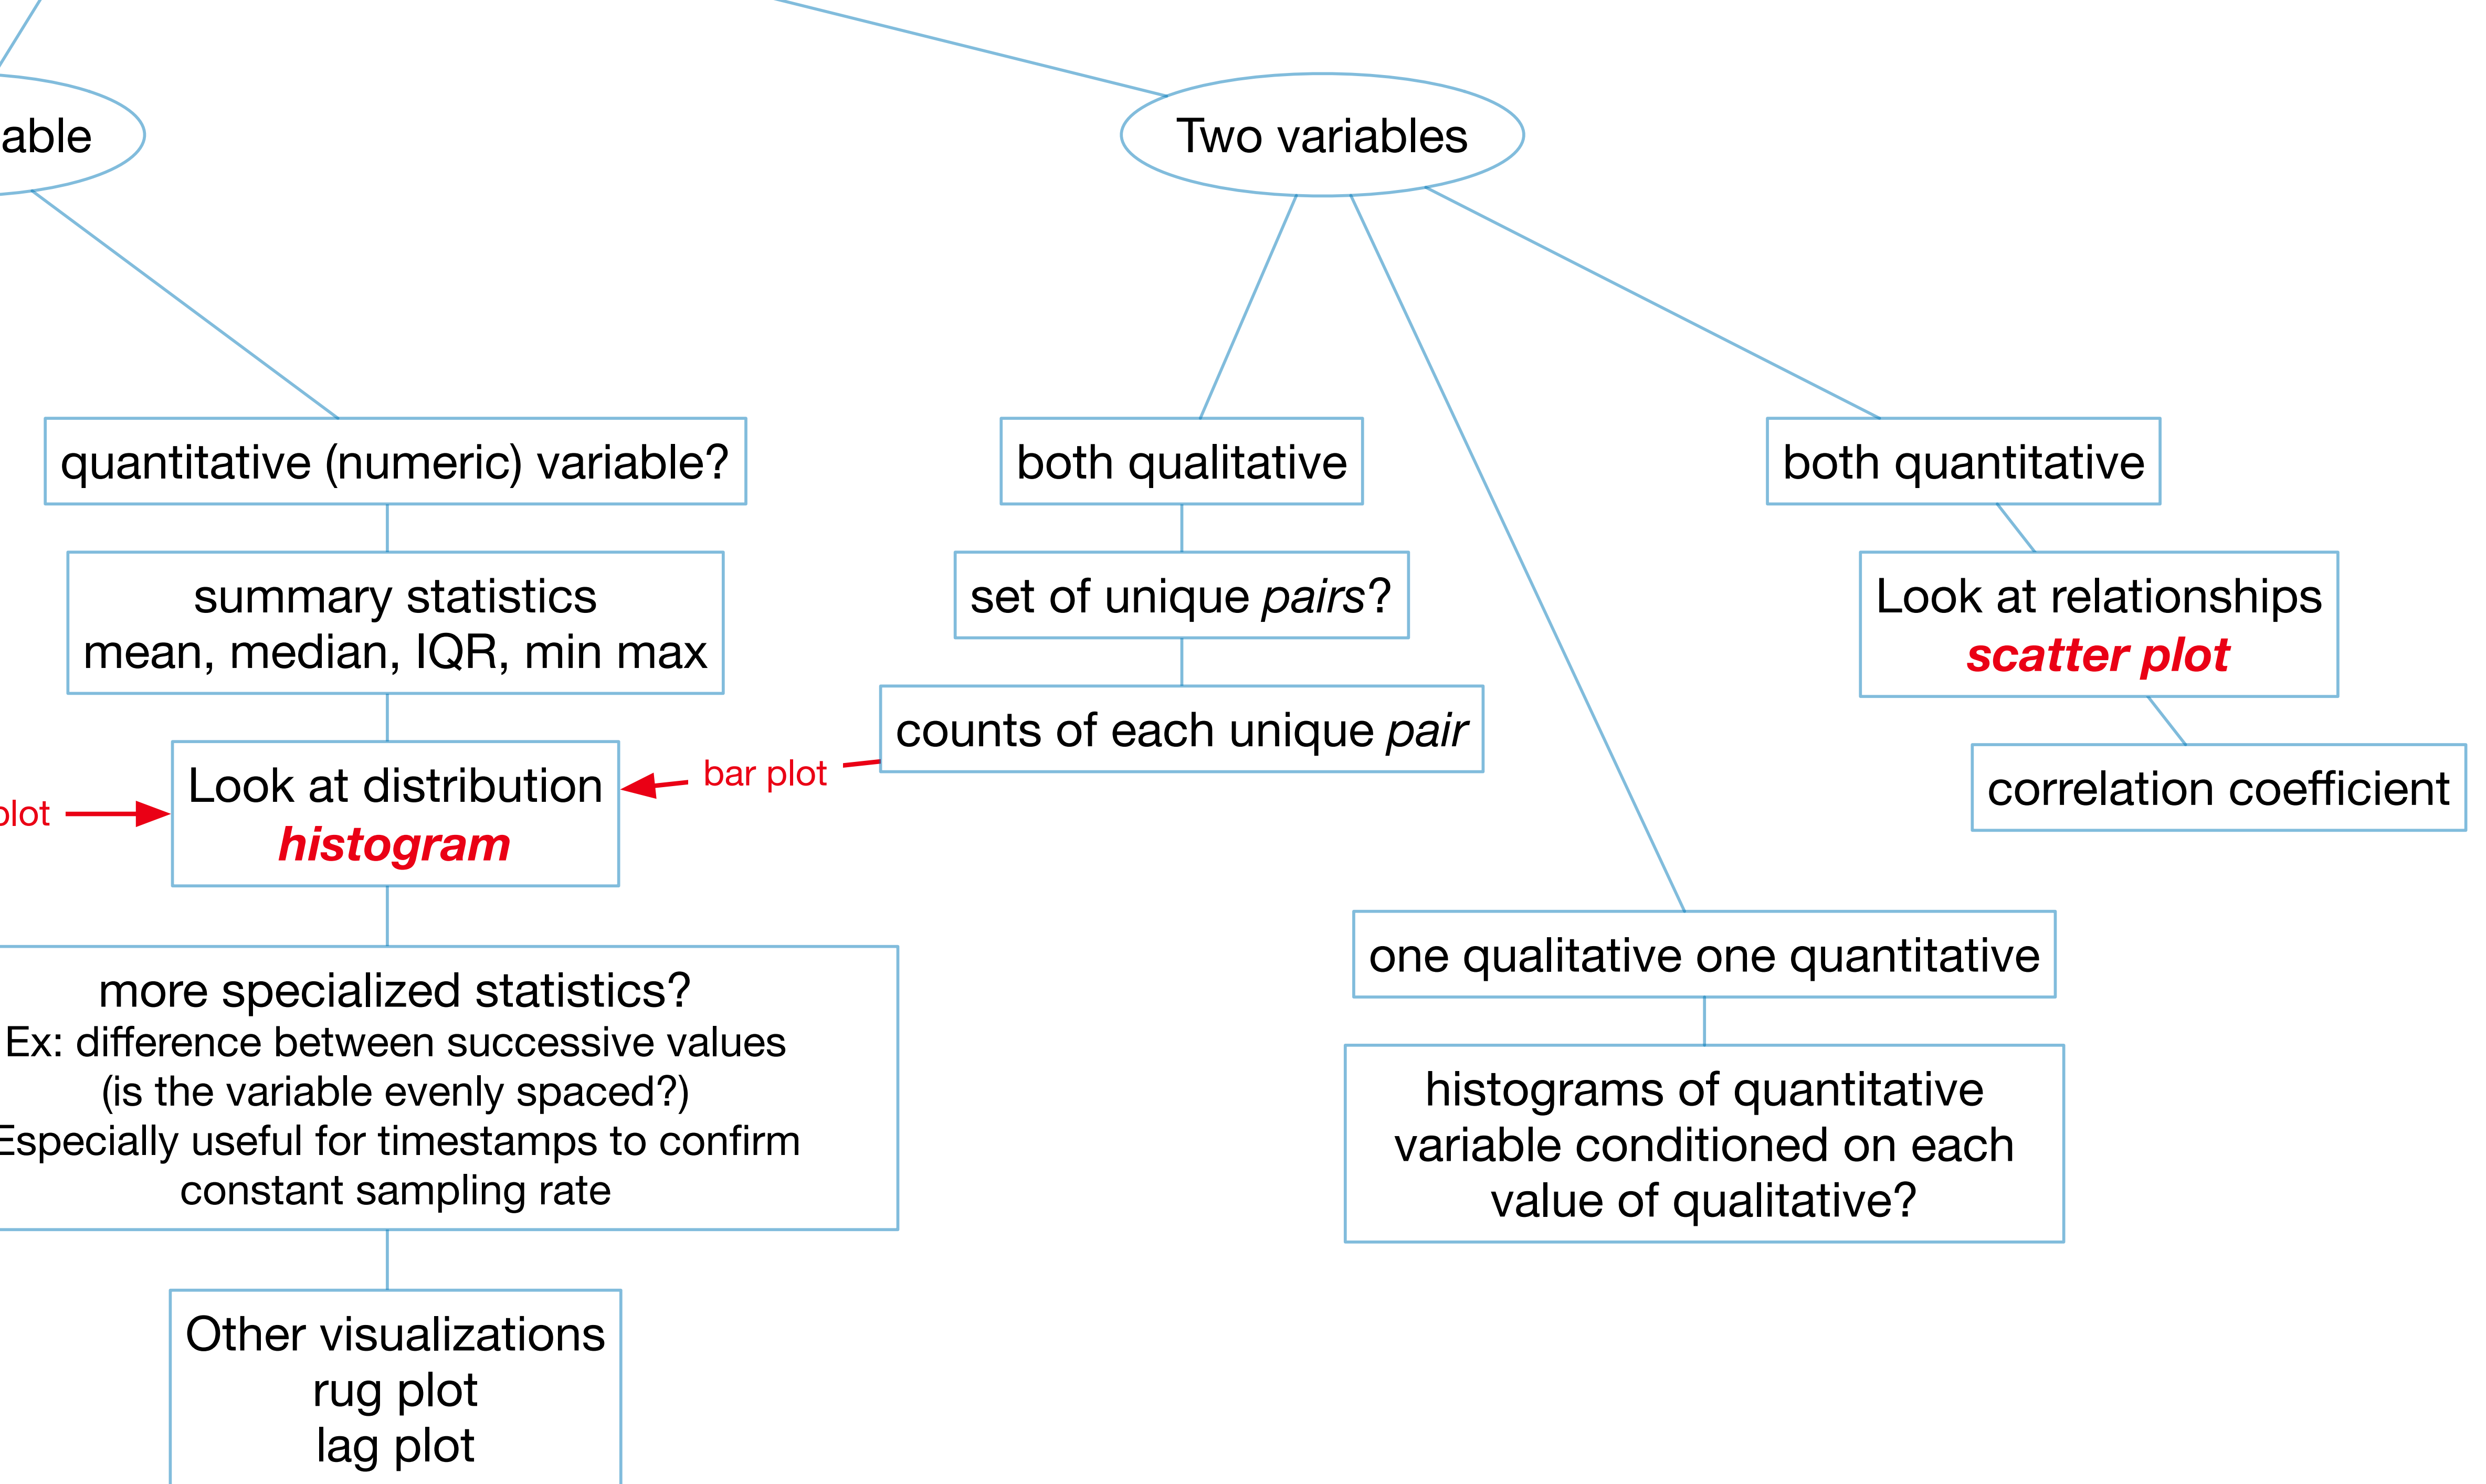 able
Two variables
quantitative (numeric) variable?
both qualitative
both quantitative
summary statistics
mean, median, IQR, min max
set of unique pairs?
Look at relationships
scatter plot
counts of each unique pair
correlation coefficient
bar plot
Look at distribution
histogram
plot
one qualitative one quantitative
more specialized statistics?
Ex: difference between successive values
(is the variable evenly spaced?)
Especially useful for timestamps to confirm
constant sampling rate
histograms of quantitative
variable conditioned on each
value of qualitative?
Other visualizations
rug plot
lag plot